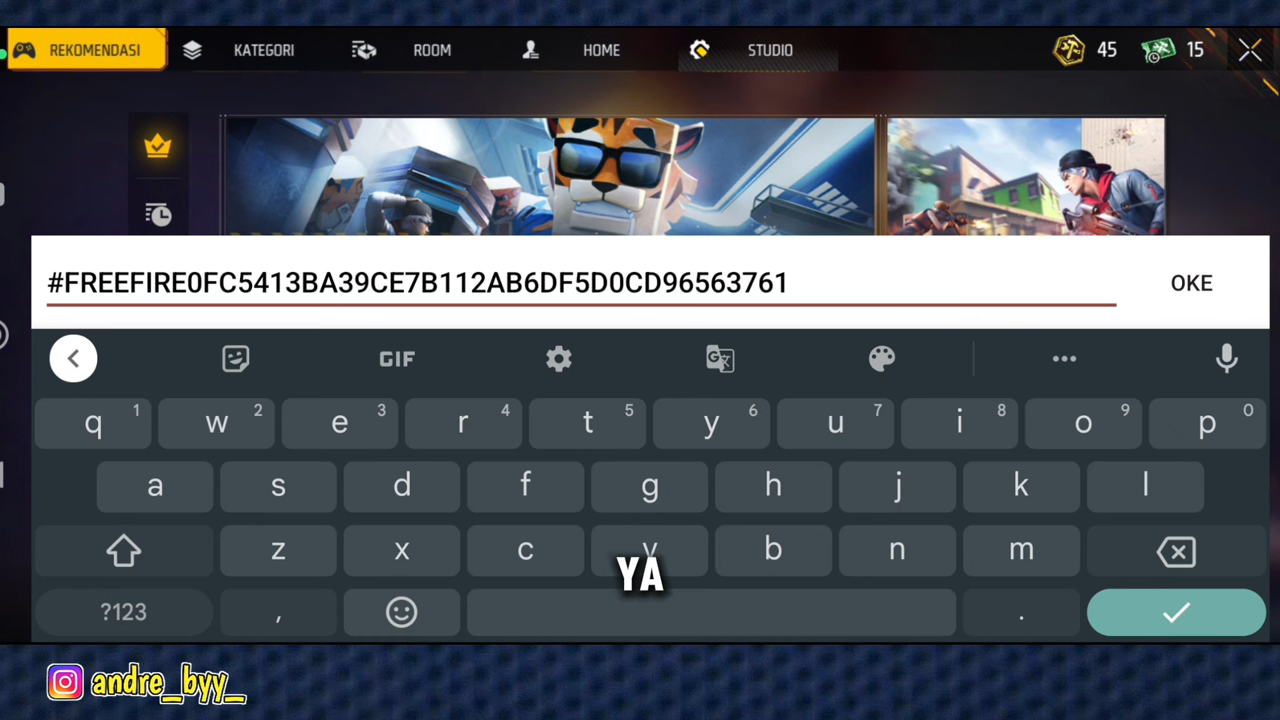 REKOMENDASI KATEGORI ROOM HOME STUDIO 45 15
#FREEFIRE0FC5413BA39CE7B112AB6DF5D0CD96563761 OKE
GIF
q 1 w 2 e 3 r 4 t 5 y 6 u 7 i 8 o 9 p 0
a s d f g h j k l
z x c v b n m
YA
?123 , .
andre_byy_